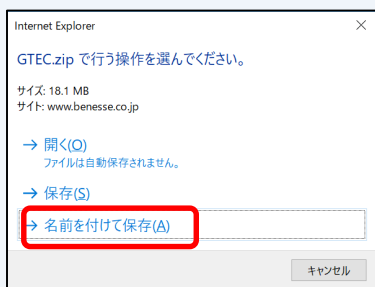 Internet Explorer
GTEC.zip で行う操作を選んでください。
サイズ: 18.1 MB
サイト: www.benesse.co.jp
→ 開く(O)
ファイルは自動保存されません。
→ 保存(S)
→ 名前を付けて保存(A)
キャンセル